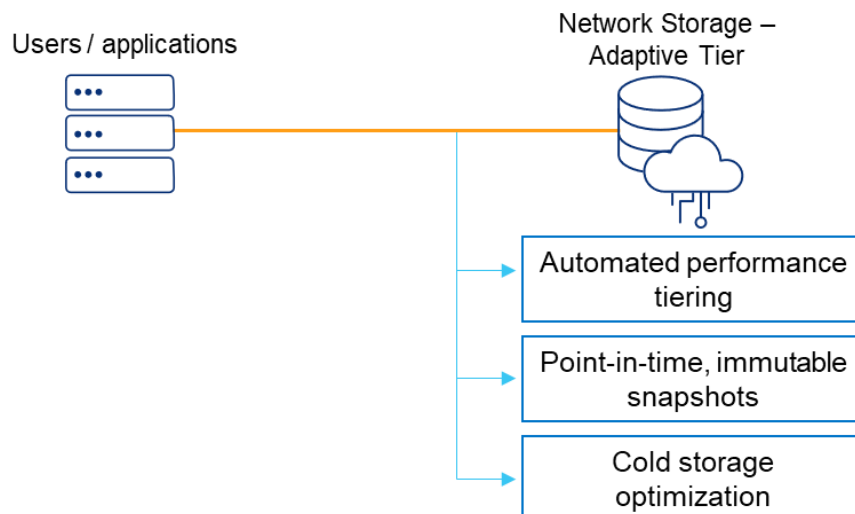 Users / applications
Network Storage –
Adaptive Tier
Automated performance
tiering
Point-in-time, immutable
snapshots
Cold storage
optimization